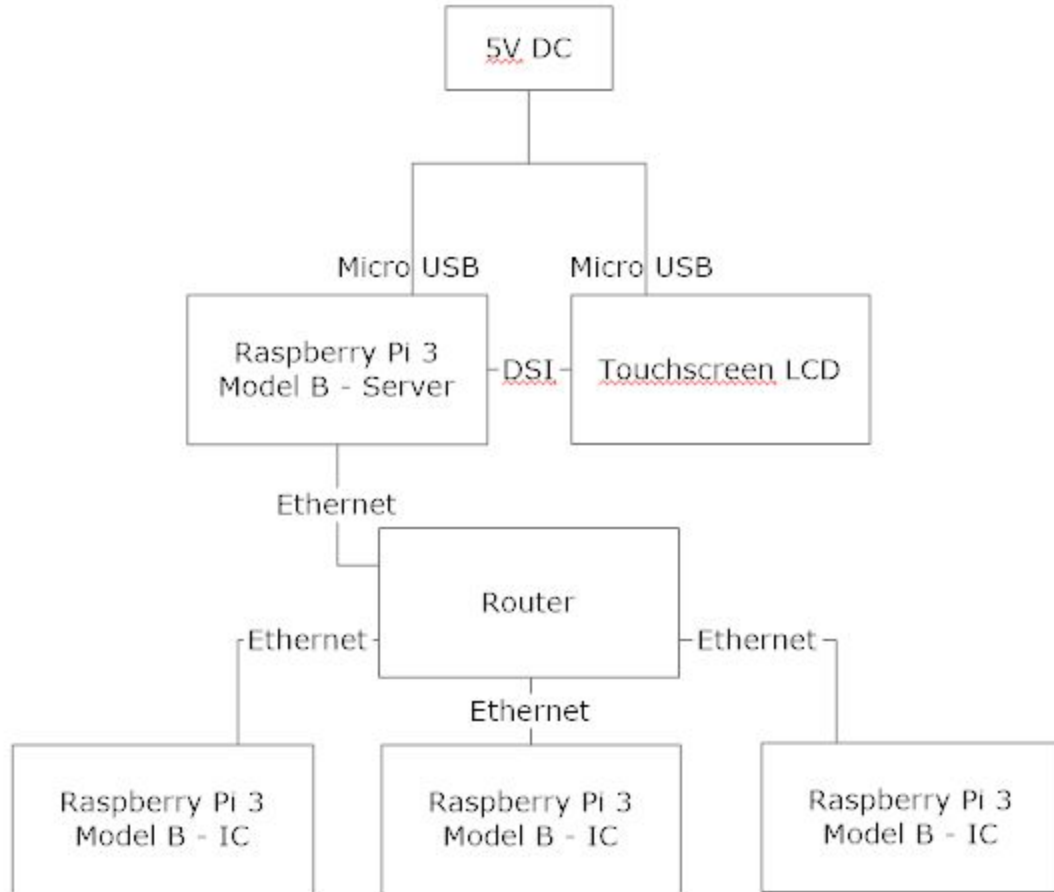 5V DC
Micro USB
Micro USB
Raspberry Pi 3
Model B - Server
DSI
Touchscreen LCD
Ethernet
Router
Ethernet
Ethernet
Ethernet
Raspberry Pi 3
Model B - IC
Raspberry Pi 3
Model B - IC
Raspberry Pi 3
Model B - IC